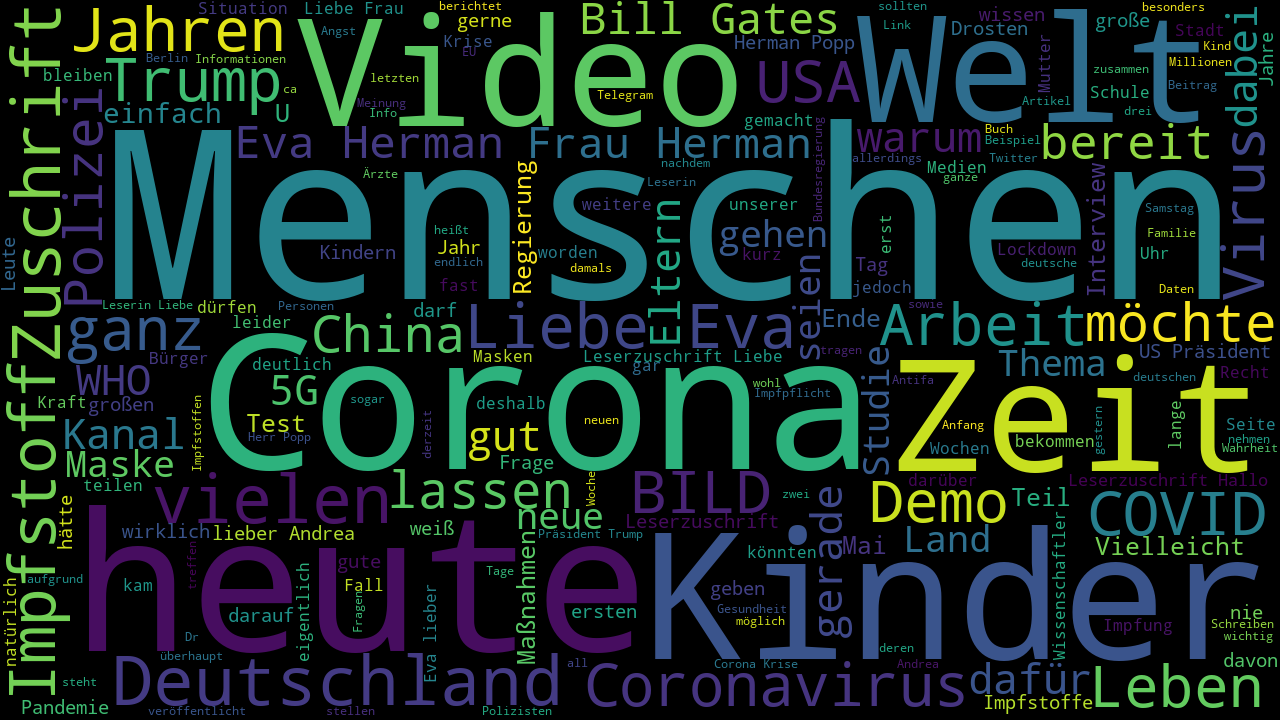 Situation
Liebe Frau
berichtet
gerne
Bill Gates
sollten
Link
wissen
große
besonders
Stadt
Jahren
Video
Welt
dabei
Jahre
Angst
Krise
EU
Herman Popp
Drosten
Mutter
Kind
Millionen
Berlin
Informationen
bleiben
Trump
ca
letzten
Telegram
USA
zusammen
Schule
Beitrag
Artikel
drei
einfach
U
Meinung
Info
gemacht
Zuschrift
Polizei
Eva Herman
Frau Herman
Bundesregierung
warum
Buch
Beispiel
bereit
Virus
nachdem
allerdings
Medien
Twitter
ganze
Ärzte
Menschen
Regierung
Leserin
weitere
unserer
Eltern
Interview
Samstag
Familie
Leute
Kindern
heißt
Jahr
endlich
worden
damals
gehen
kurz
erst
Lockdown
deutsche
Uhr
fast
Tag
jedoch
Daten
Leserin Liebe
dürfen
Personen
darf
seien
Ende
sowie
ganz
leider
China
Liebe Eva
Arbeit
möchte
Bürger
deutlich
Masken
Leserzuschrift Liebe
gar
tragen
Thema
US Präsident
Recht
WHO
5G
sogar
deshalb
wohl
Impfpflicht
Studie
Antifa
deutschen
Kraft
großen
Corona
Zeit
Test
Herr Popp
neuen
Anfang
gestern
lange
Seite
nehmen
Kanal
Impfstoffen
derzeit
gut
Wochen
bekommen
Wahrheit
Maske
Frage
teilen
Impfstoff
hätte
vielen
lassen
Woche
BILD
zwei
darüber
Leserzuschrift Hallo
Demo
Teil
COVID
wirklich
lieber Andrea
weiß
neue
Leserzuschrift
gerade
Mai
Land
Wissenschaftler
Vielleicht
Präsident Trump
könnten
natürlich
aufgrund
heute
treffen
gute
Maßnahmen
Kinder
kam
Fall
Tage
geben
darauf
Fragen
ersten
Gesundheit
möglich
Impfung
nie
Schreiben
wichtig
Dr
eigentlich
Eva lieber
überhaupt
deren
davon
steht
Deutschland
all
Corona Krise
Andrea
Coronavirus
dafür
Leben
Pandemie
veröffentlicht
stellen
Polizisten
Impfstoffe